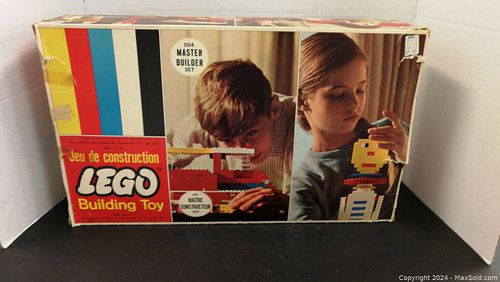 004
MASTER
BUILDER
SET
Jeu de construction
LEGO
Building Toy
MAITRE
CONSTRUCTEUR
Copyright 2024 - MaxSold.com